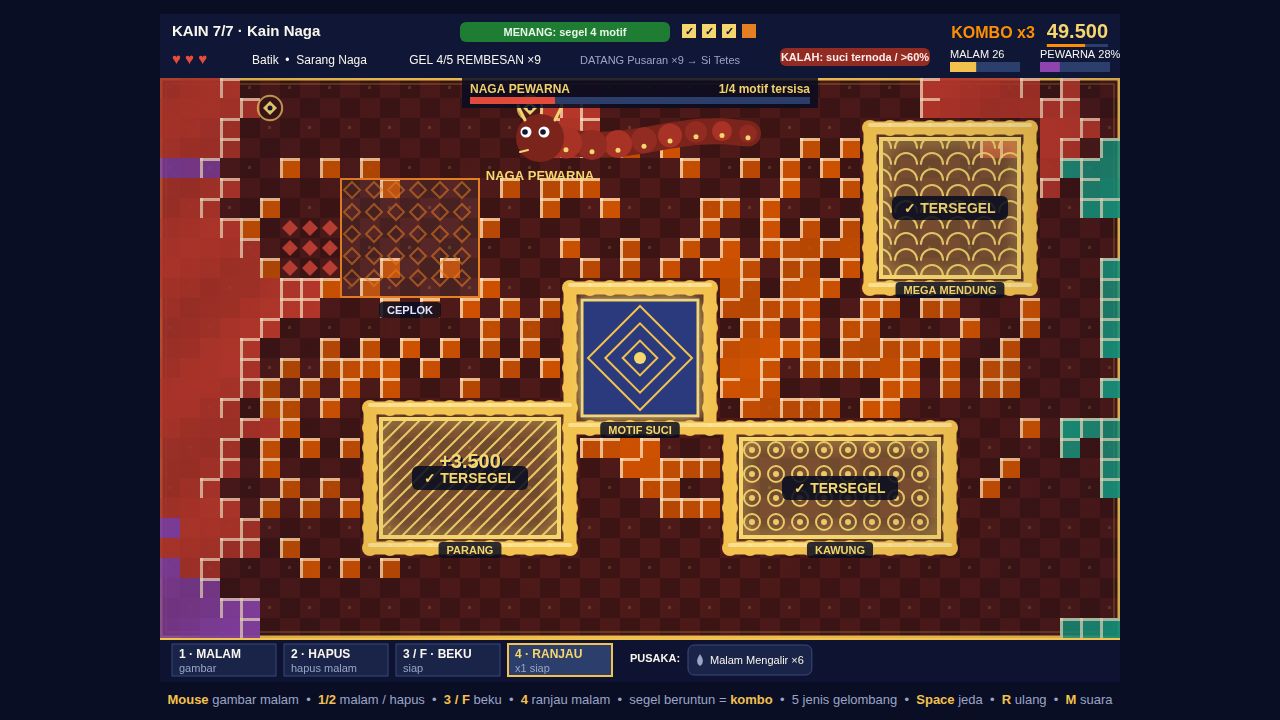 KAIN 7/7 · Kain Naga
MENANG: segel 4 motif
✓ ✓ ✓
KOMBO x3
49.500
♥ ♥ ♥
Batik • Sarang Naga
GEL 4/5 REMBESAN ×9
DATANG Pusaran ×9 → Si Tetes
KALAH: suci ternoda / >60%
MALAM 26
PEWARNA 28%
NAGA PEWARNA
1/4 motif tersisa
NAGA PEWARNA
✓ TERSEGEL
MEGA MENDUNG
CEPLOK
MOTIF SUCI
+3.500
✓ TERSEGEL
✓ TERSEGEL
PARANG
KAWUNG
1 · MALAM
gambar
2 · HAPUS
hapus malam
3 / F · BEKU
siap
4 · RANJAU
x1 siap
PUSAKA:
Malam Mengalir ×6
Mouse gambar malam • 1/2 malam / hapus • 3 / F beku • 4 ranjau malam • segel beruntun = kombo • 5 jenis gelombang • Space jeda • R ulang • M suara